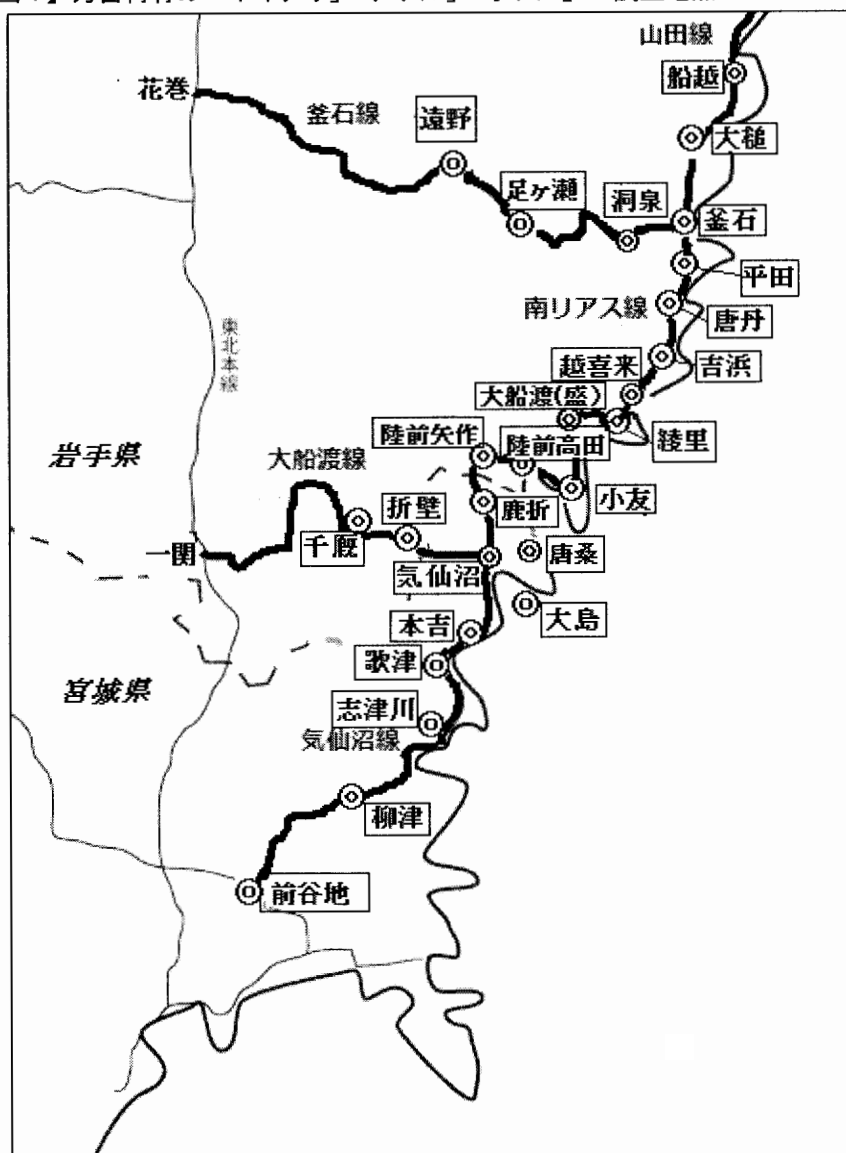 山田線
船越
花巻
釜石線
遠野
大槌
足ヶ瀬
洞泉
釜石
平田
南リアス線
唐丹
東北本線
越喜来
吉浜
大船渡(盛)
陸前矢作
陸前高田
綾里
岩手県
大船渡線
小友
折壁
鹿折
一関
千厩
唐桑
気仙沼
大島
本吉
歌津
宮城県
志津川
気仙沼線
柳津
前谷地